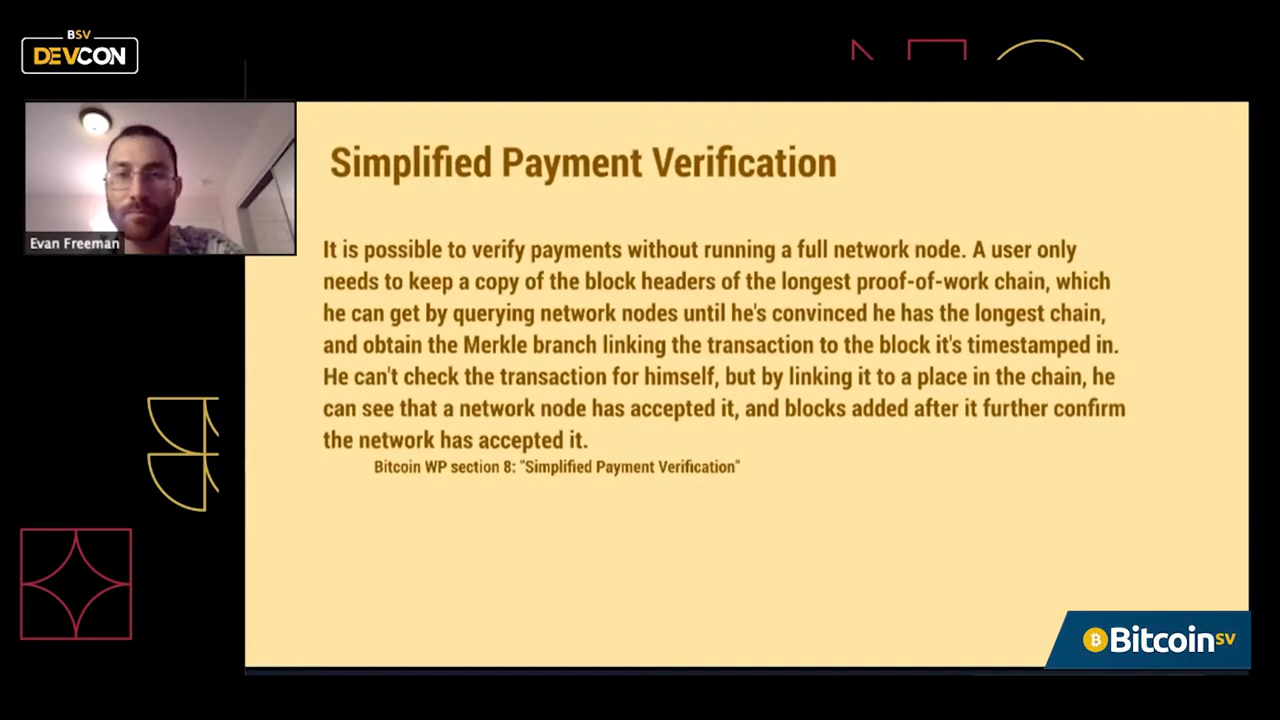 BSV
DEVCON
Evan Freeman
Simplified Payment Verification
It is possible to verify payments without running a full network node. A user only
needs to keep a copy of the block headers of the longest proof-of-work chain, which
he can get by querying network nodes until he's convinced he has the longest chain,
and obtain the Merkle branch linking the transaction to the block it's timestamped in.
He can't check the transaction for himself, but by linking it to a place in the chain, he
can see that a network node has accepted it, and blocks added after it further confirm
the network has accepted it.
Bitcoin WP section 8: "Simplified Payment Verification"
Bitcoin SV